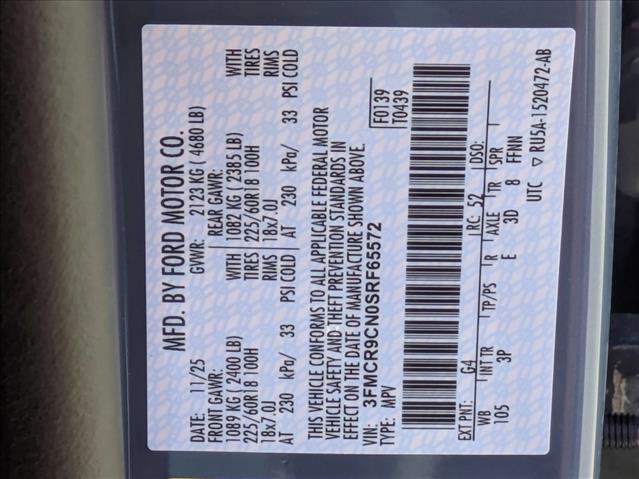 MFD. BY FORD MOTOR CO.
DATE: 11/25 GVWR: 2123 KG ( 4680 LB)
FRONT GAWR: REAR GAWR:
1089 KG ( 2400 LB) WITH 1082 KG ( 2385 LB) WITH
225/60R18 100H TIRES 225/60R18 100H TIRES
18x7.0J RIMS 18x7.0J RIMS
AT 230 kPa/ 33 PSI COLD AT 230 kPa/ 33 PSI COLD
THIS VEHICLE CONFORMS TO ALL APPLICABLE FEDERAL MOTOR
VEHICLE SAFETY AND THEFT PREVENTION STANDARDS IN
EFFECT ON THE DATE OF MANUFACTURE SHOWN ABOVE.
VIN: 3FMCR9CN0SRF65572 F0139
TYPE: MPV T0439
EXT PNT: G4 RC: 52 DSO:
WB INT TR TP/PS R AXLE TR SPR
105 3P E 3D 8 FFNN
UTC ▽ RU5A-1520472-AB